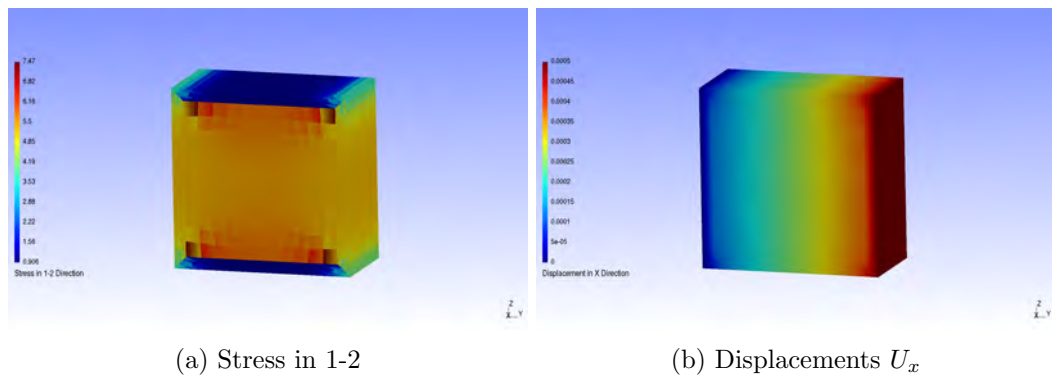 7.47
6.82
6.16
5.5
4.85
4.19
3.53
2.88
2.22
1.56
0.906
Stress in 1-2 Direction
Z
X Y
0.0005
0.00045
0.0004
0.00035
0.0003
0.00025
0.0002
0.00015
0.0001
5e-05
0
Displacement in X Direction
Z
X Y
(a) Stress in 1-2
(b) Displacements Uₓ